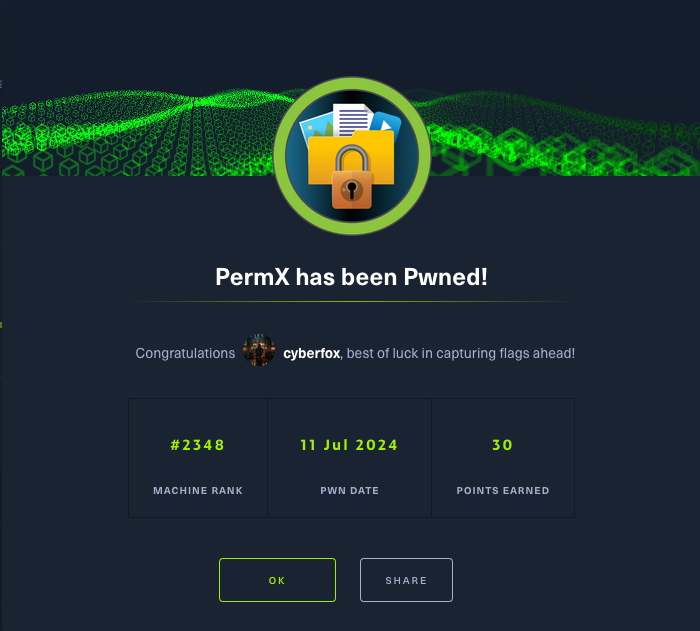 PermX has been Pwned!
Congratulations cyberfox, best of luck in capturing flags ahead!
#2348 11 Jul 2024 30
MACHINE RANK PWN DATE POINTS EARNED
OK SHARE